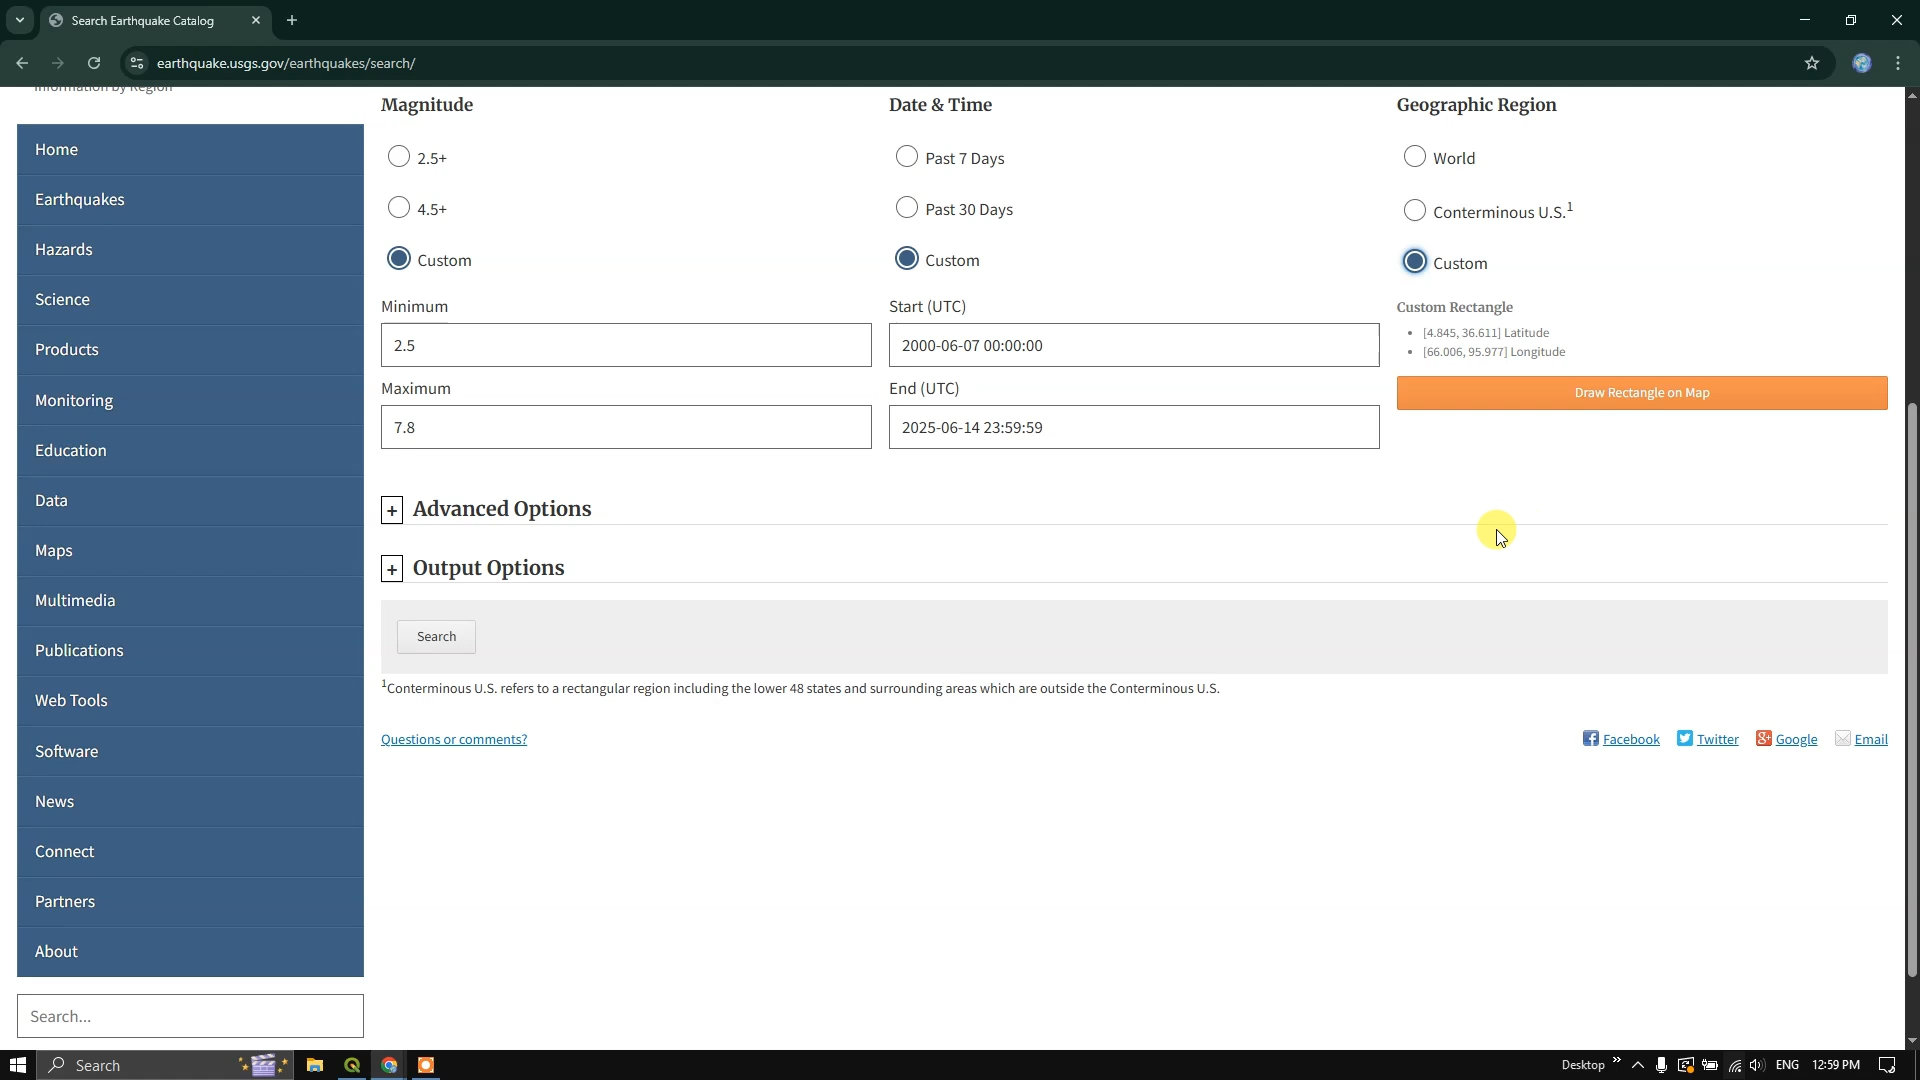 Search Earthquake Catalog
earthquake.usgs.gov/earthquakes/search/
Information by Region
Home
Earthquakes
Hazards
Science
Products
Monitoring
Education
Data
Maps
Multimedia
Publications
Web Tools
Software
News
Connect
Partners
About
Search...
Magnitude
2.5+
4.5+
Custom
Minimum
2.5
Maximum
7.8
Date & Time
Past 7 Days
Past 30 Days
Custom
Start (UTC)
2000-06-07 00:00:00
End (UTC)
2025-06-14 23:59:59
Geographic Region
World
Conterminous U.S.1
Custom
Custom Rectangle
[4.845, 36.611] Latitude
[66.006, 95.977] Longitude
Draw Rectangle on Map
+ Advanced Options
+ Output Options
Search
1Conterminous U.S. refers to a rectangular region including the lower 48 states and surrounding areas which are outside the Conterminous U.S.
Questions or comments?
Facebook Twitter Google Email
Search
Desktop ENG 12:59 PM